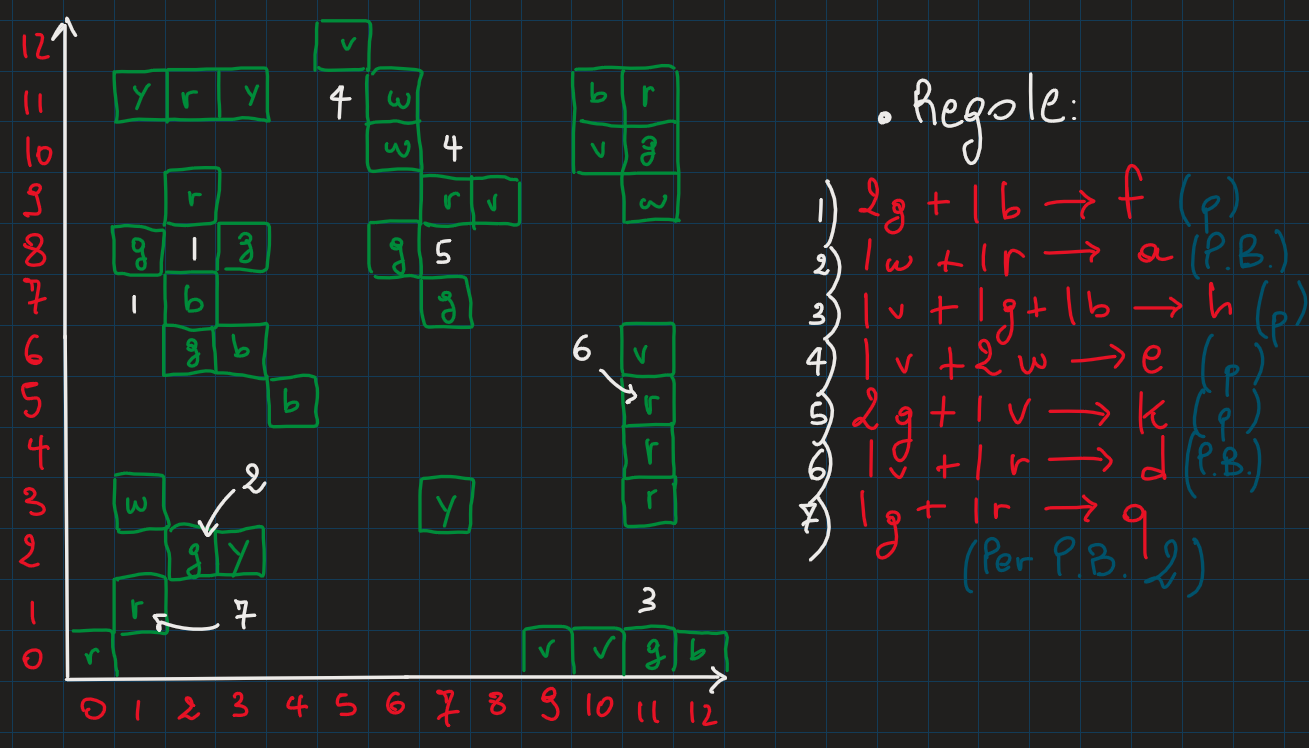 12 v
11 y r y 4 w b r
10 w 4 v g
9 r r v w
8 g 1 g g 5
7 1 b g
6 g b 6 v
5 b r
4 r
3 w 2 y r
2 g y
1 r 7 3
0 r v v g b
0 1 2 3 4 5 6 7 8 9 10 11 12
• Regole:
1) 2g + 1b → f (p)
2) 1w + 1r → a (P.B.)
3) 1v + 1g + 1b → h (p)
4) 1v + 2w → e (p)
5) 2g + 1v → k (p)
6) 1v + 1r → d (P.B.)
7) 1g + 1r → q
(Per P.B. 2)